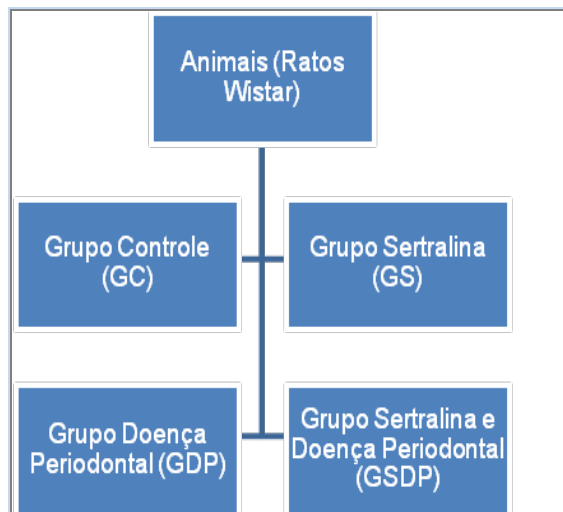 Animais (Ratos
Wistar)
Grupo Controle
(GC)
Grupo Sertralina
(GS)
Grupo Doença
Periodontal (GDP)
Grupo Sertralina e
Doença Periodontal
(GSDP)